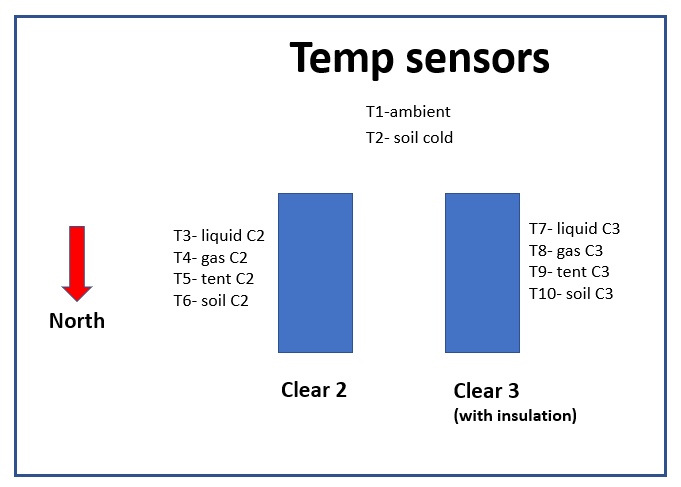 Temp sensors
T1-ambient
T2- soil cold
T3- liquid C2
T4- gas C2
T5- tent C2
T6- soil C2
T7- liquid C3
T8- gas C3
T9- tent C3
T10- soil C3
North
Clear 2
Clear 3
(with insulation)